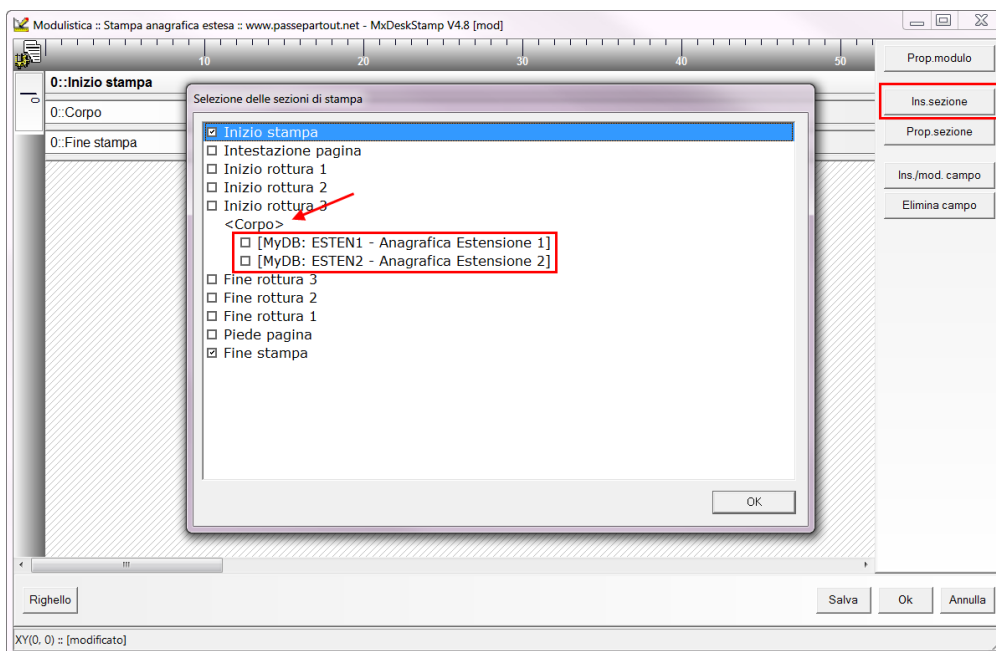 Modulistica :: Stampa anagrafica estesa :: www.passepartout.net - MxDeskStamp V4.8 [mod]
10 20 30 40 50
Prop.modulo
0::Inizio stampa
Selezione delle sezioni di stampa
Ins.sezione
0
0::Corpo
Inizio stampa
Prop.sezione
0::Fine stampa
Intestazione pagina
Inizio rottura 1
Ins./mod. campo
Inizio rottura 2
Inizio rottura 3
Elimina campo
<Corpo>
[MyDB: ESTEN1 - Anagrafica Estensione 1]
[MyDB: ESTEN2 - Anagrafica Estensione 2]
Fine rottura 3
Fine rottura 2
Fine rottura 1
Piede pagina
Fine stampa
OK
Righello
Salva
Ok
Annulla
XY(0, 0) :: [modificato]